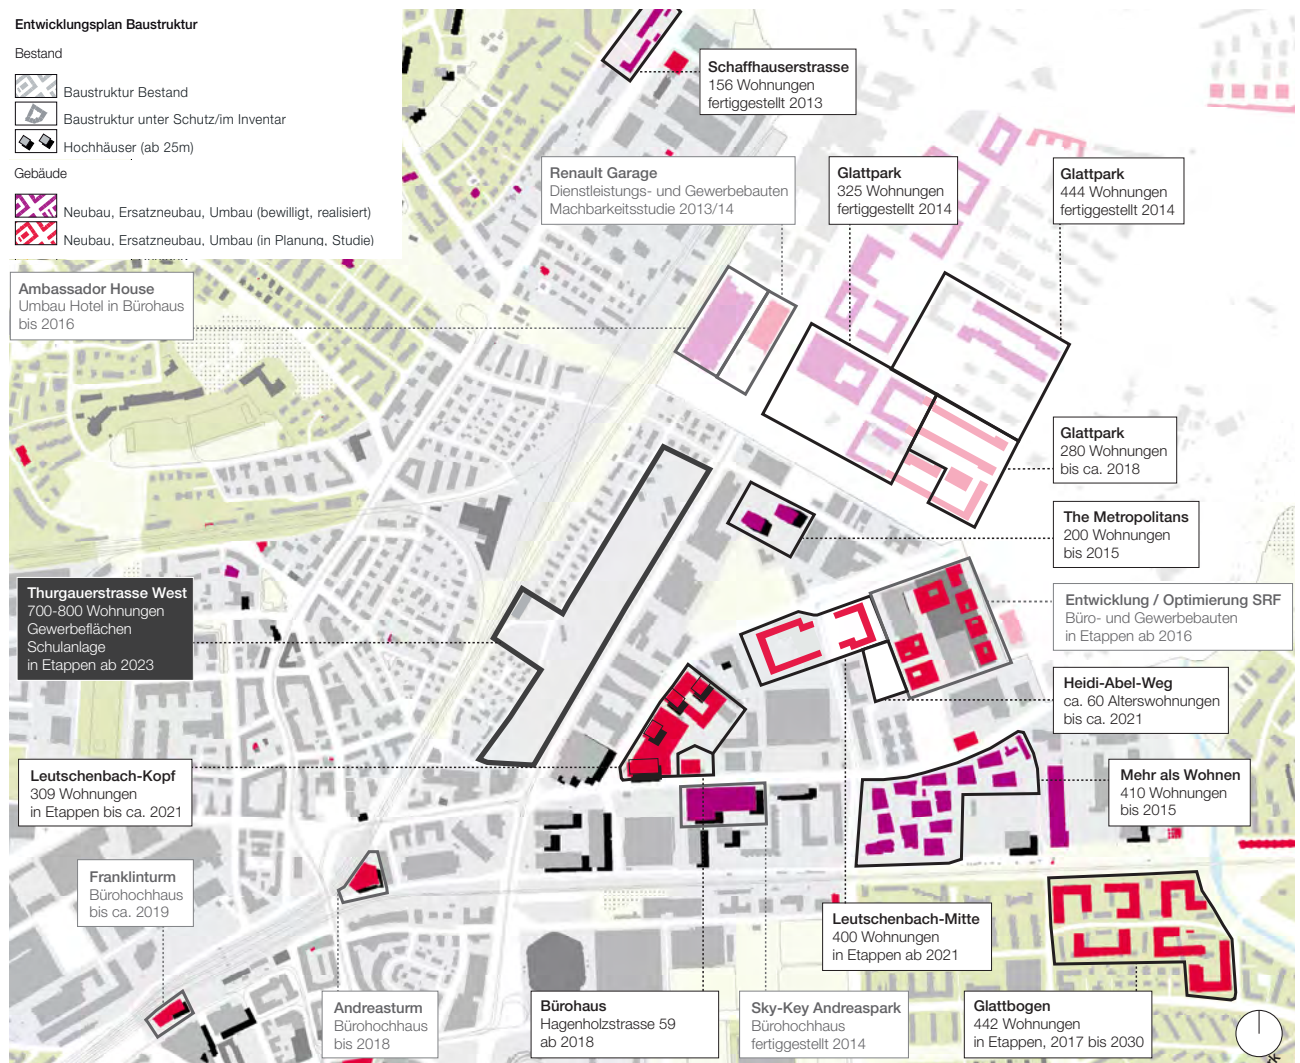 Entwicklungsplan Baustruktur
Bestand
Baustruktur Bestand
Baustruktur unter Schutz/im Inventar
Hochhäuser (ab 25m)
Gebäude
Neubau, Ersatzneubau, Umbau (bewilligt, realisiert)
Neubau, Ersatzneubau, Umbau (in Planung, Studie)
Schaffhauserstrasse
156 Wohnungen
fertiggestellt 2013
Renault Garage
Dienstleistungs- und Gewerbebauten
Machbarkeitsstudie 2013/14
Glattpark
325 Wohnungen
fertiggestellt 2014
Glattpark
444 Wohnungen
fertiggestellt 2014
Ambassador House
Umbau Hotel in Bürohaus
bis 2016
Glattpark
280 Wohnungen
bis ca. 2018
The Metropolitans
200 Wohnungen
bis 2015
Thurgauerstrasse West
700-800 Wohnungen
Gewerbeflächen
Schulanlage
in Etappen ab 2023
Entwicklung / Optimierung SRF
Büro- und Gewerbebauten
in Etappen ab 2016
Heidi-Abel-Weg
ca. 60 Alterswohnungen
bis ca. 2021
Leutschenbach-Kopf
309 Wohnungen
in Etappen bis ca. 2021
Mehr als Wohnen
410 Wohnungen
bis 2015
Franklinturm
Bürohochhaus
bis ca. 2019
Leutschenbach-Mitte
400 Wohnungen
in Etappen ab 2021
Andreasturm
Bürohochhaus
bis 2018
Bürohaus
Hagenholzstrasse 59
ab 2018
Sky-Key Andreaspark
Bürohochhaus
fertiggestellt 2014
Glattbogen
442 Wohnungen
in Etappen, 2017 bis 2030